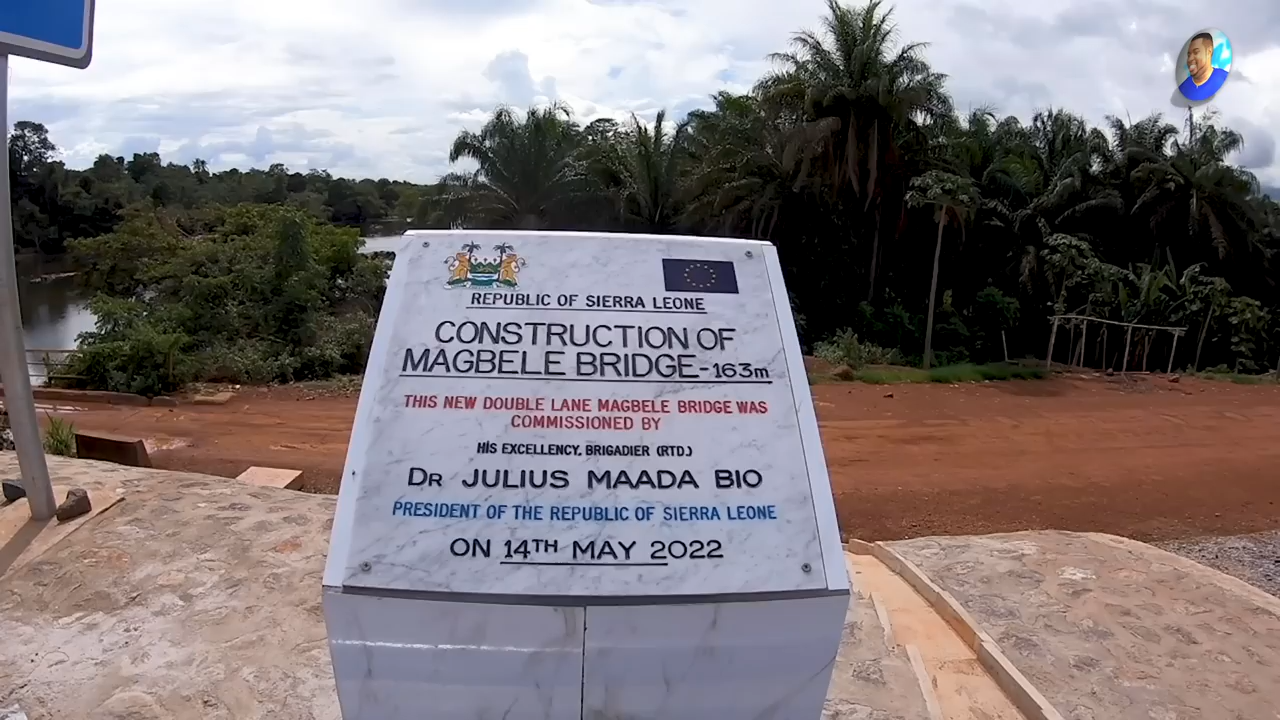 REPUBLIC OF SIERRA LEONE
CONSTRUCTION OF
MAGBELE BRIDGE-163m
THIS NEW DOUBLE LANE MAGBELE BRIDGE WAS
COMMISSIONED BY
HIS EXCELLENCY, BRIGADIER (RTD.)
DR JULIUS MAADA BIO
PRESIDENT OF THE REPUBLIC OF SIERRA LEONE
ON 14TH MAY 2022